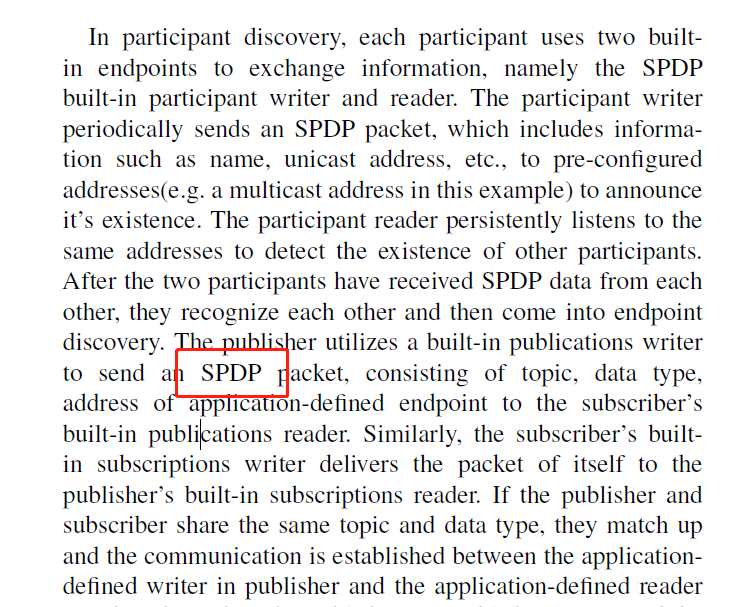 In participant discovery, each participant uses two built-
in endpoints to exchange information, namely the SPDP
built-in participant writer and reader. The participant writer
periodically sends an SPDP packet, which includes informa-
tion such as name, unicast address, etc., to pre-configured
addresses(e.g. a multicast address in this example) to announce
it's existence. The participant reader persistently listens to the
same addresses to detect the existence of other participants.
After the two participants have received SPDP data from each
other, they recognize each other and then come into endpoint
discovery. The publisher utilizes a built-in publications writer
to send an SPDP packet, consisting of topic, data type,
address of application-defined endpoint to the subscriber's
built-in publications reader. Similarly, the subscriber's built-
in subscriptions writer delivers the packet of itself to the
publisher's built-in subscriptions reader. If the publisher and
subscriber share the same topic and data type, they match up
and the communication is established between the application-
defined writer in publisher and the application-defined reader